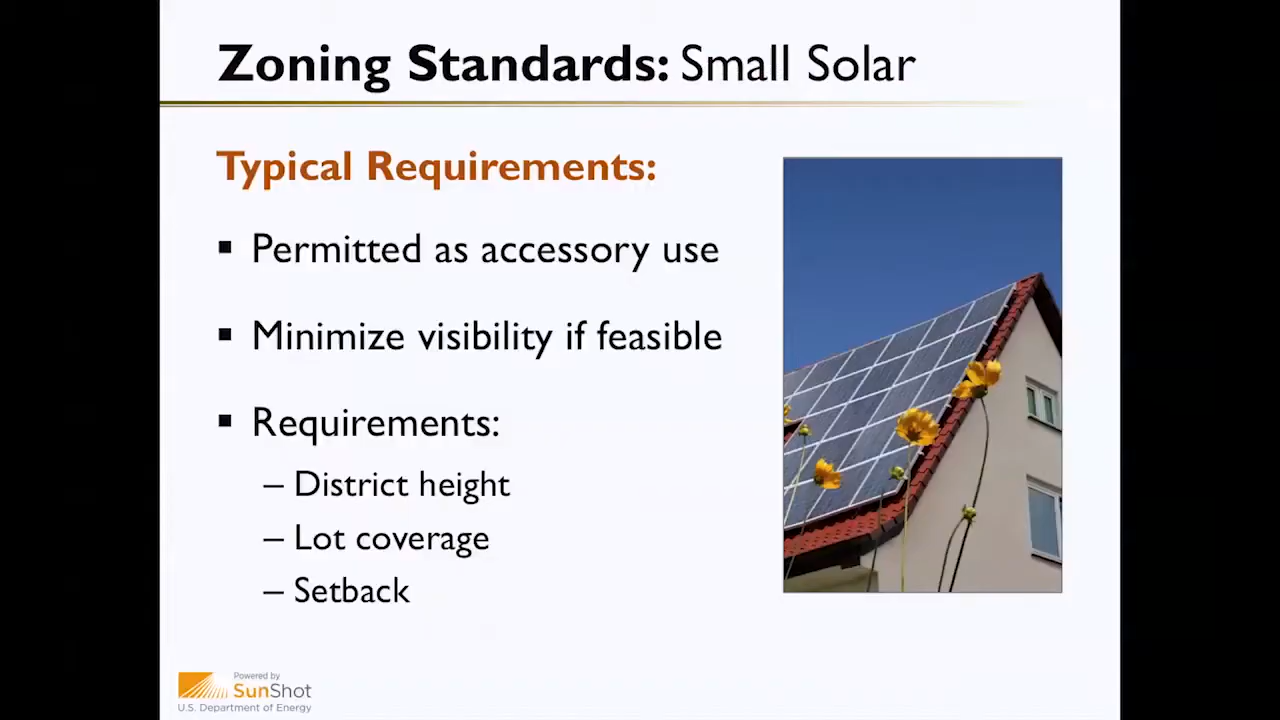 Zoning Standards: Small Solar
Typical Requirements:
▪ Permitted as accessory use
▪ Minimize visibility if feasible
▪ Requirements:
– District height
– Lot coverage
– Setback
Powered by
SunShot
U.S. Department of Energy